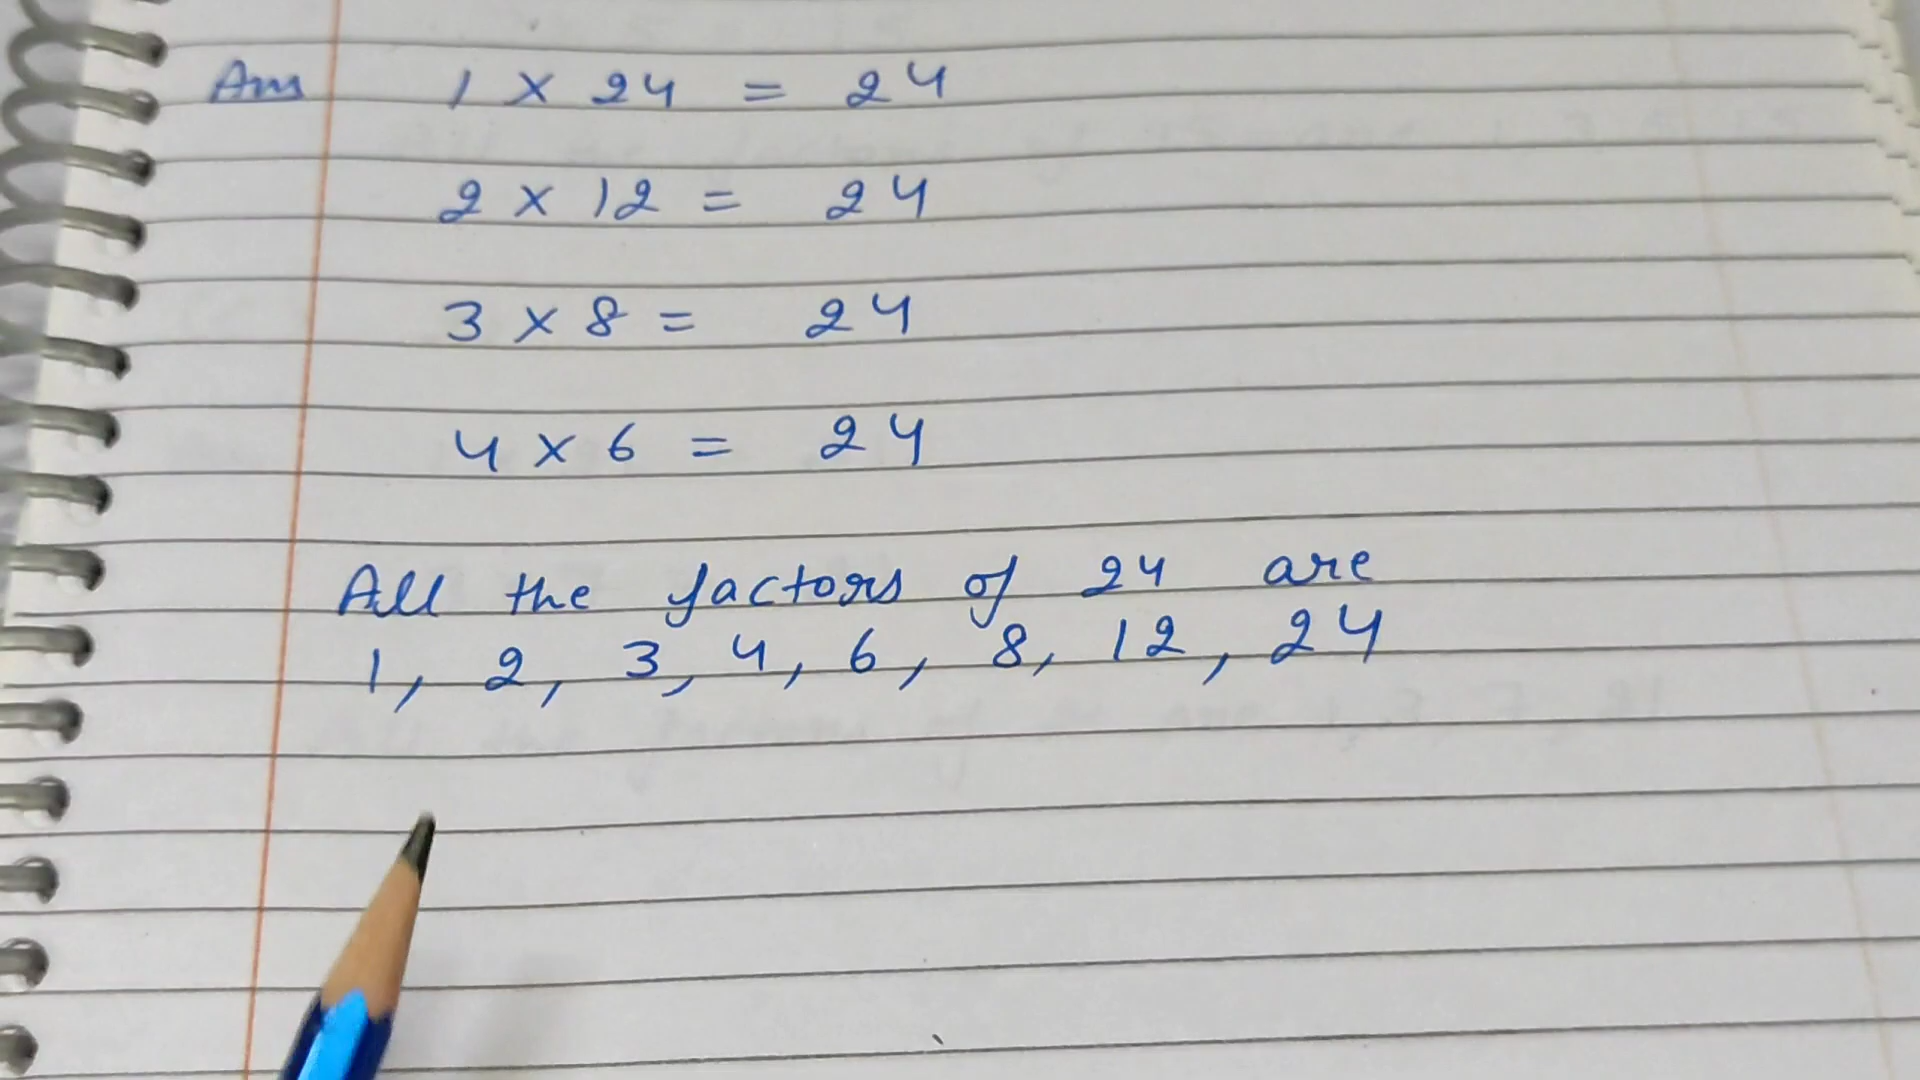 Ans 1 × 24 = 24
2 × 12 = 24
3 × 8 = 24
4 × 6 = 24
All the factors of 24 are
1, 2, 3, 4, 6, 8, 12, 24